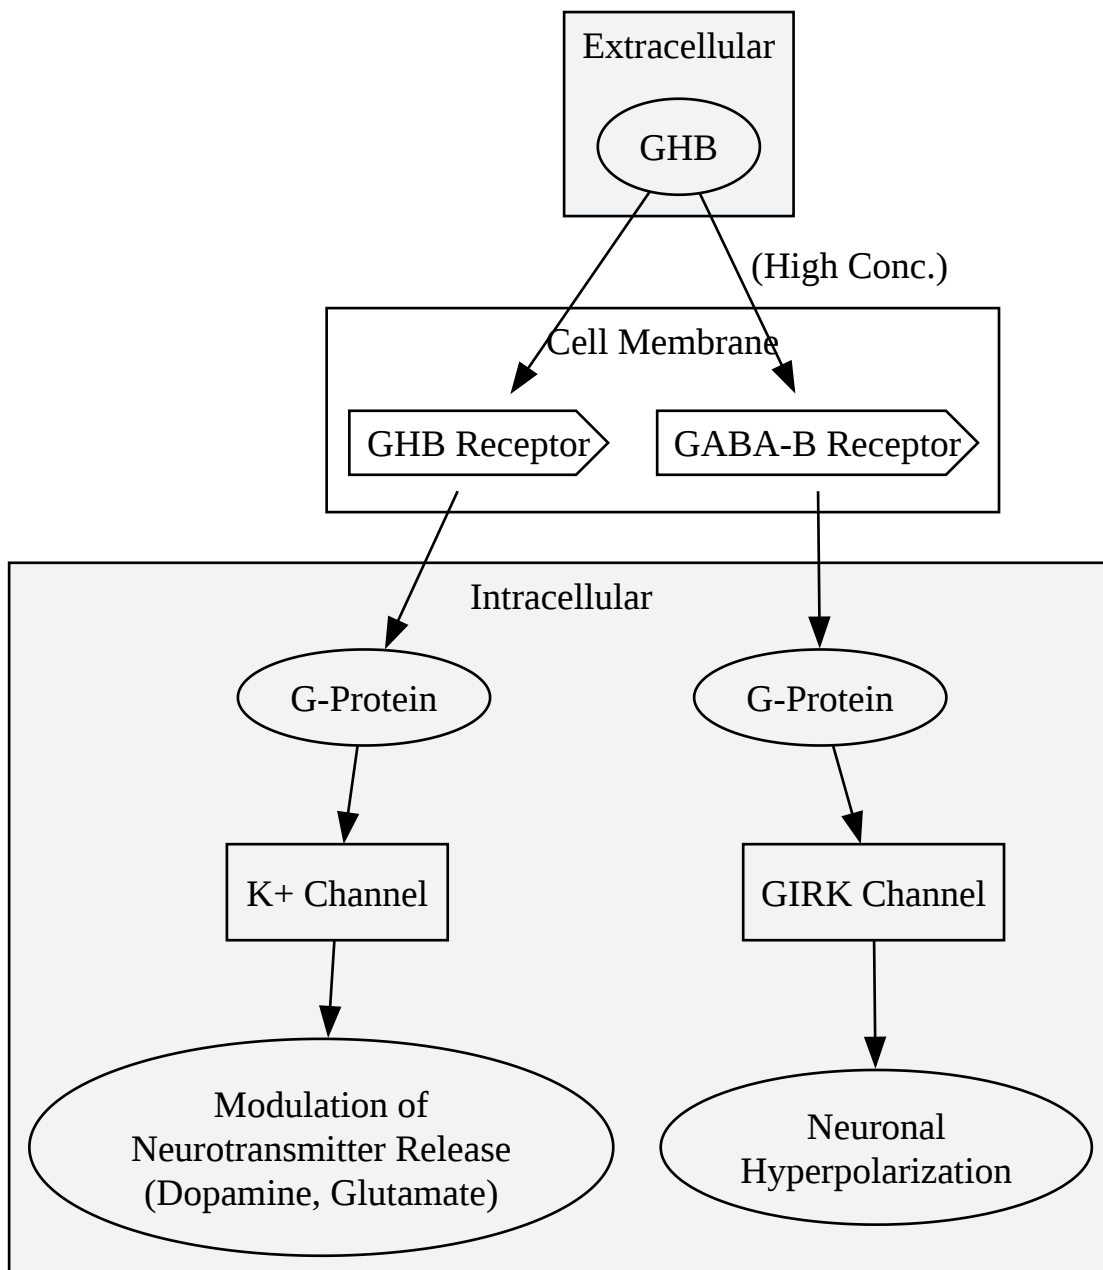 Extracellular
GHB
(High Conc.)
Cell Membrane
GHB Receptor
GABA-B Receptor
Intracellular
G-Protein
G-Protein
K+ Channel
GIRK Channel
Modulation of
Neurotransmitter Release
(Dopamine, Glutamate)
Neuronal
Hyperpolarization